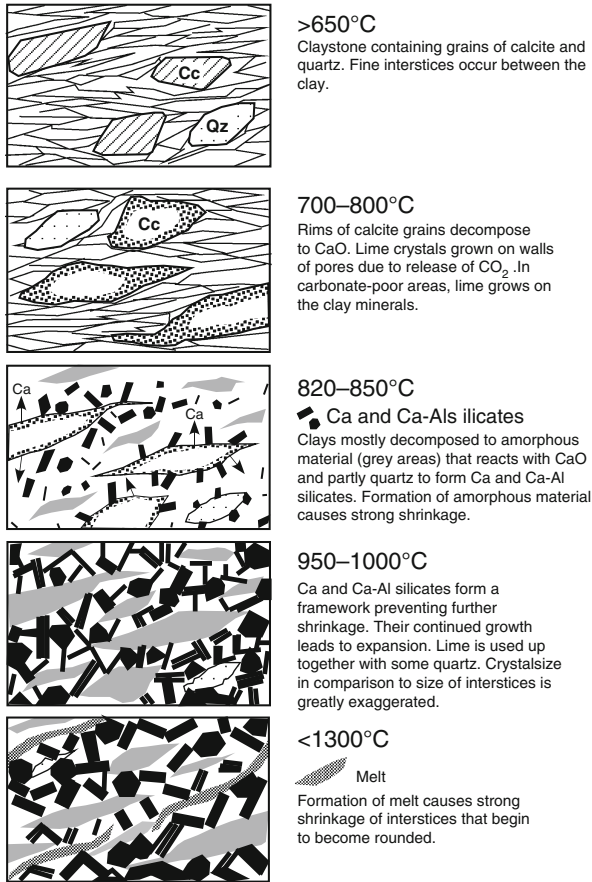 Cc
Qz
>650°C
Claystone containing grains of calcite and
quartz. Fine interstices occur between the
clay.
Cc
700–800°C
Rims of calcite grains decompose
to CaO. Lime crystals grown on walls
of pores due to release of CO₂ .In
carbonate-poor areas, lime grows on
the clay minerals.
Ca
Ca
820–850°C
Ca and Ca-Als ilicates
Clays mostly decomposed to amorphous
material (grey areas) that reacts with CaO
and partly quartz to form Ca and Ca-Al
silicates. Formation of amorphous material
causes strong shrinkage.
950–1000°C
Ca and Ca-Al silicates form a
framework preventing further
shrinkage. Their continued growth
leads to expansion. Lime is used up
together with some quartz. Crystalsize
in comparison to size of interstices is
greatly exaggerated.
<1300°C
Melt
Formation of melt causes strong
shrinkage of interstices that begin
to become rounded.